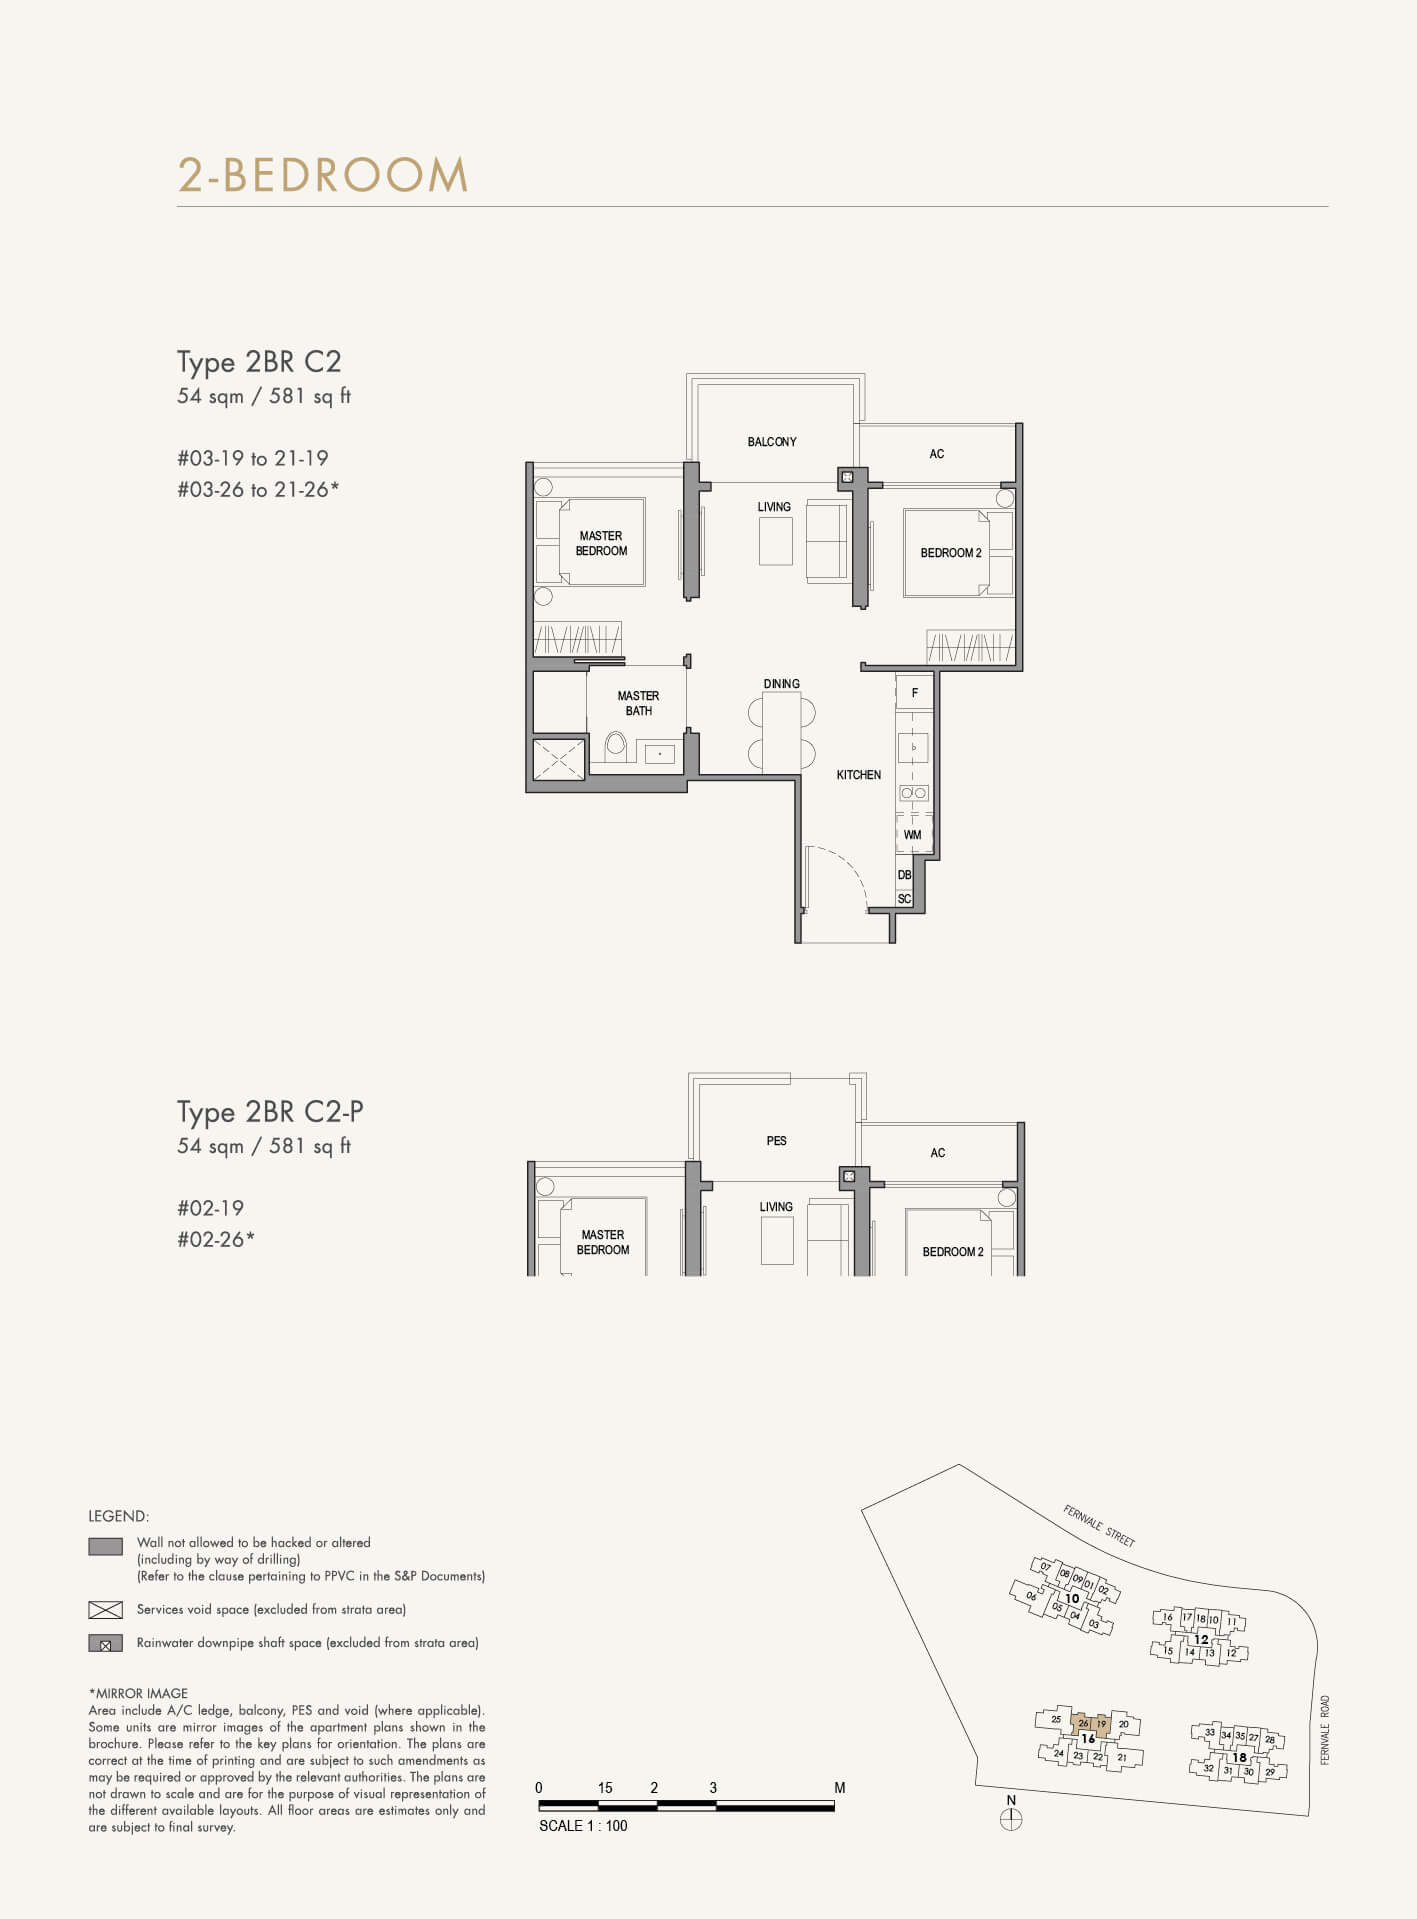 2-BEDROOM
Type 2BR C2
54 sqm / 581 sq ft
#03-19 to 21-19
#03-26 to 21-26*
BALCONY
AC
LIVING
MASTER
BEDROOM
BEDROOM 2
DINING
MASTER
BATH
F
KITCHEN
WM
DB
SC
Type 2BR C2-P
54 sqm / 581 sq ft
#02-19
#02-26*
PES
AC
LIVING
MASTER
BEDROOM
BEDROOM 2
LEGEND:
Wall not allowed to be hacked or altered
(including by way of drilling)
(Refer to the clause pertaining to PPVC in the S&P Documents)
Services void space (excluded from strata area)
Rainwater downpipe shaft space (excluded from strata area)
*MIRROR IMAGE
Area include A/C ledge, balcony, PES and void (where applicable).
Some units are mirror images of the apartment plans shown in the
brochure. Please refer to the key plans for orientation. The plans are
correct at the time of printing and are subject to such amendments as
may be required or approved by the relevant authorities. The plans are
not drawn to scale and are for the purpose of visual representation of
the different available layouts. All floor areas are estimates only and
are subject to final survey.
0 15 2 3 M
SCALE 1 : 100
FERNVALE STREET
07 08 09 01 02
10
06 05 04 03
16 17 18 10 11
12
15 14 13 12
25 26 19 20
16
24 23 22 21
33 34 35 27 28
18
32 31 30 29
FERNVALE ROAD
N